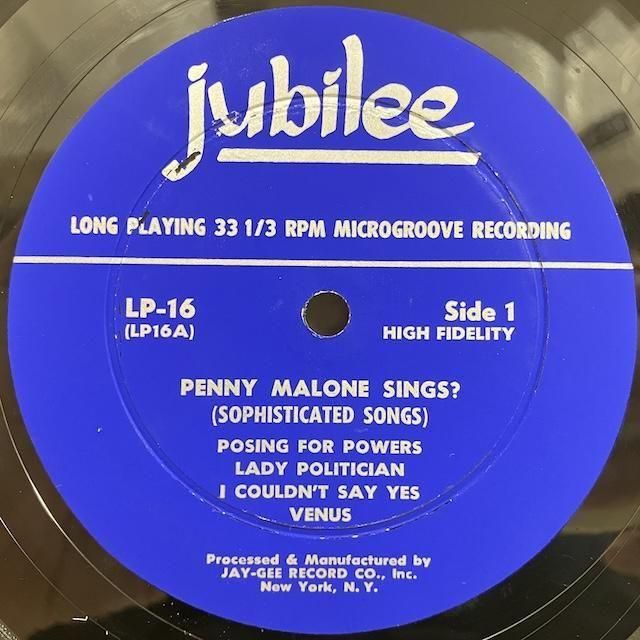 jubilee
LONG PLAYING 33 1/3 RPM MICROGROOVE RECORDING
LP-16
(LP16A)
Side 1
HIGH FIDELITY
PENNY MALONE SINGS?
(SOPHISTICATED SONGS)
POSING FOR POWERS
LADY POLITICIAN
I COULDN'T SAY YES
VENUS
Processed & Manufactured by
JAY-GEE RECORD CO., Inc.
New York, N. Y.